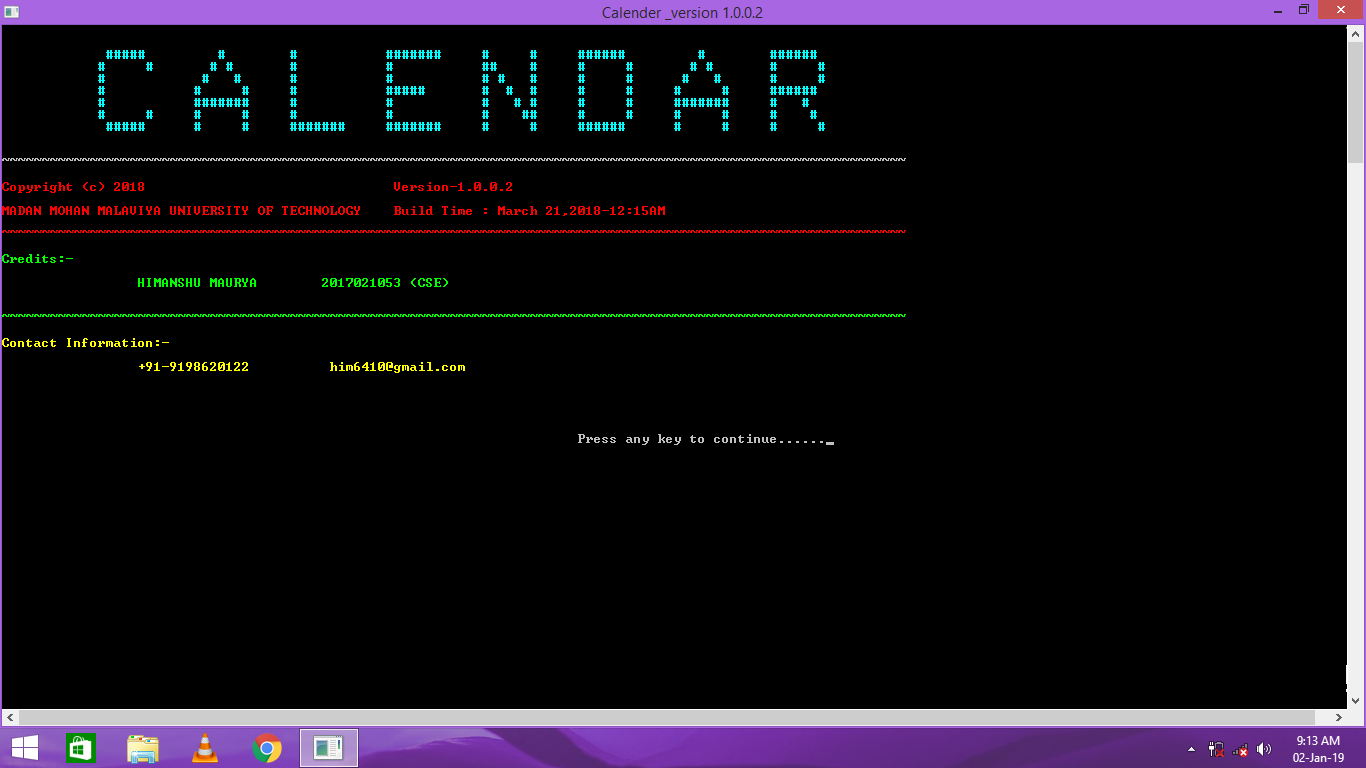 Calender _version 1.0.0.2
CALENDAR
Copyright (c) 2018 Version-1.0.0.2
MADAN MOHAN MALAVIYA UNIVERSITY OF TECHNOLOGY Build Time : March 21,2018-12:15AM
Credits:-
HIMANSHU MAURYA 2017021053 (CSE)
Contact Information:-
+91-9198620122 him6410@gmail.com
Press any key to continue......_
9:13 AM
02-Jan-19